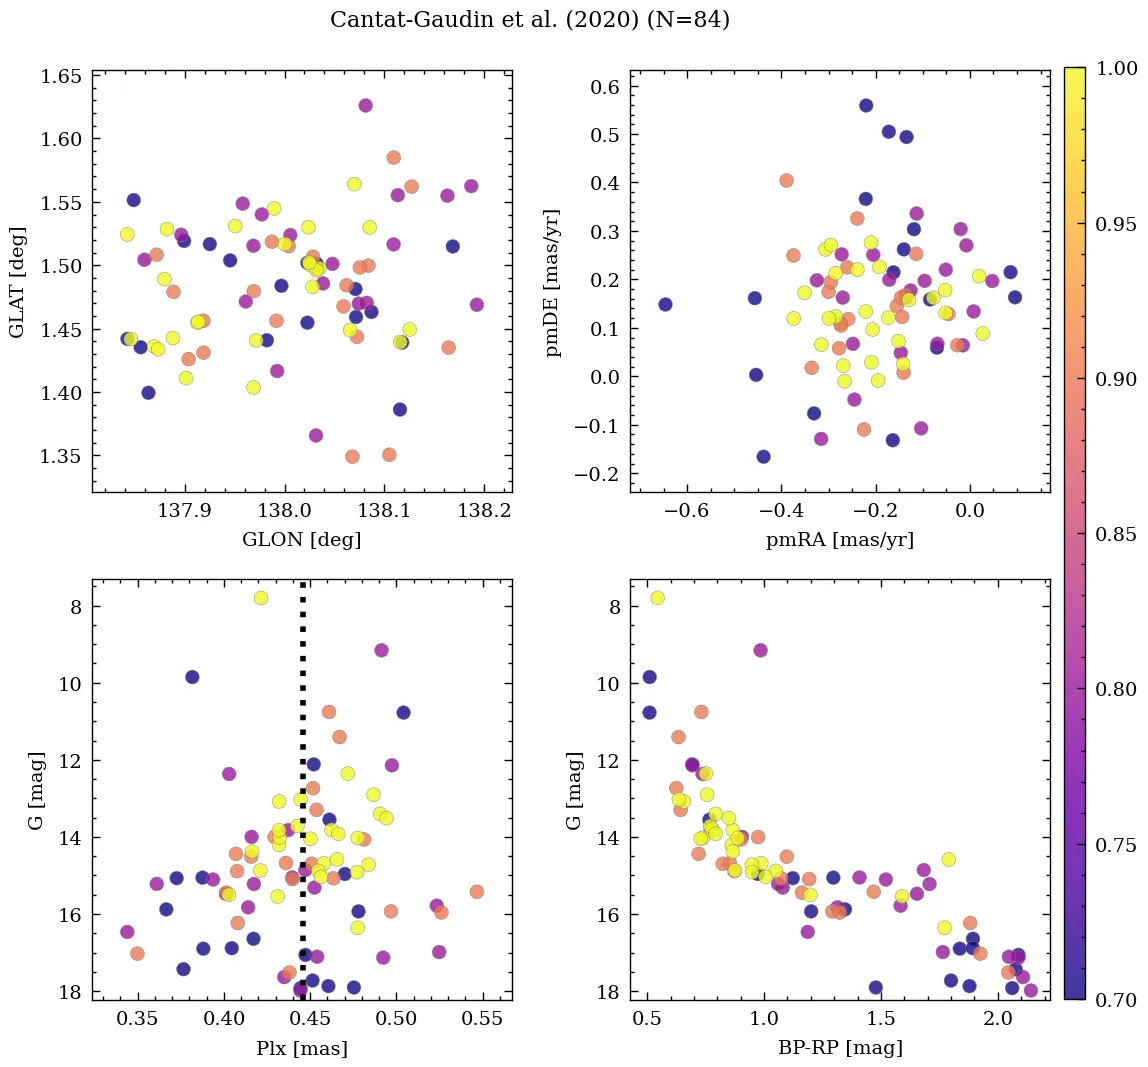 Cantat-Gaudin et al. (2020) (N=84)
1.65
1.60
1.55
1.50
1.45
1.40
1.35
GLAT [deg]
137.9 138.0 138.1 138.2
GLON [deg]
0.6
0.5
0.4
0.3
0.2
0.1
0.0
−0.1
−0.2
pmDE [mas/yr]
−0.6 −0.4 −0.2 0.0
pmRA [mas/yr]
8
10
12
14
16
18
G [mag]
0.35 0.40 0.45 0.50 0.55
Plx [mas]
8
10
12
14
16
18
G [mag]
0.5 1.0 1.5 2.0
BP-RP [mag]
1.00
0.95
0.90
0.85
0.80
0.75
0.70